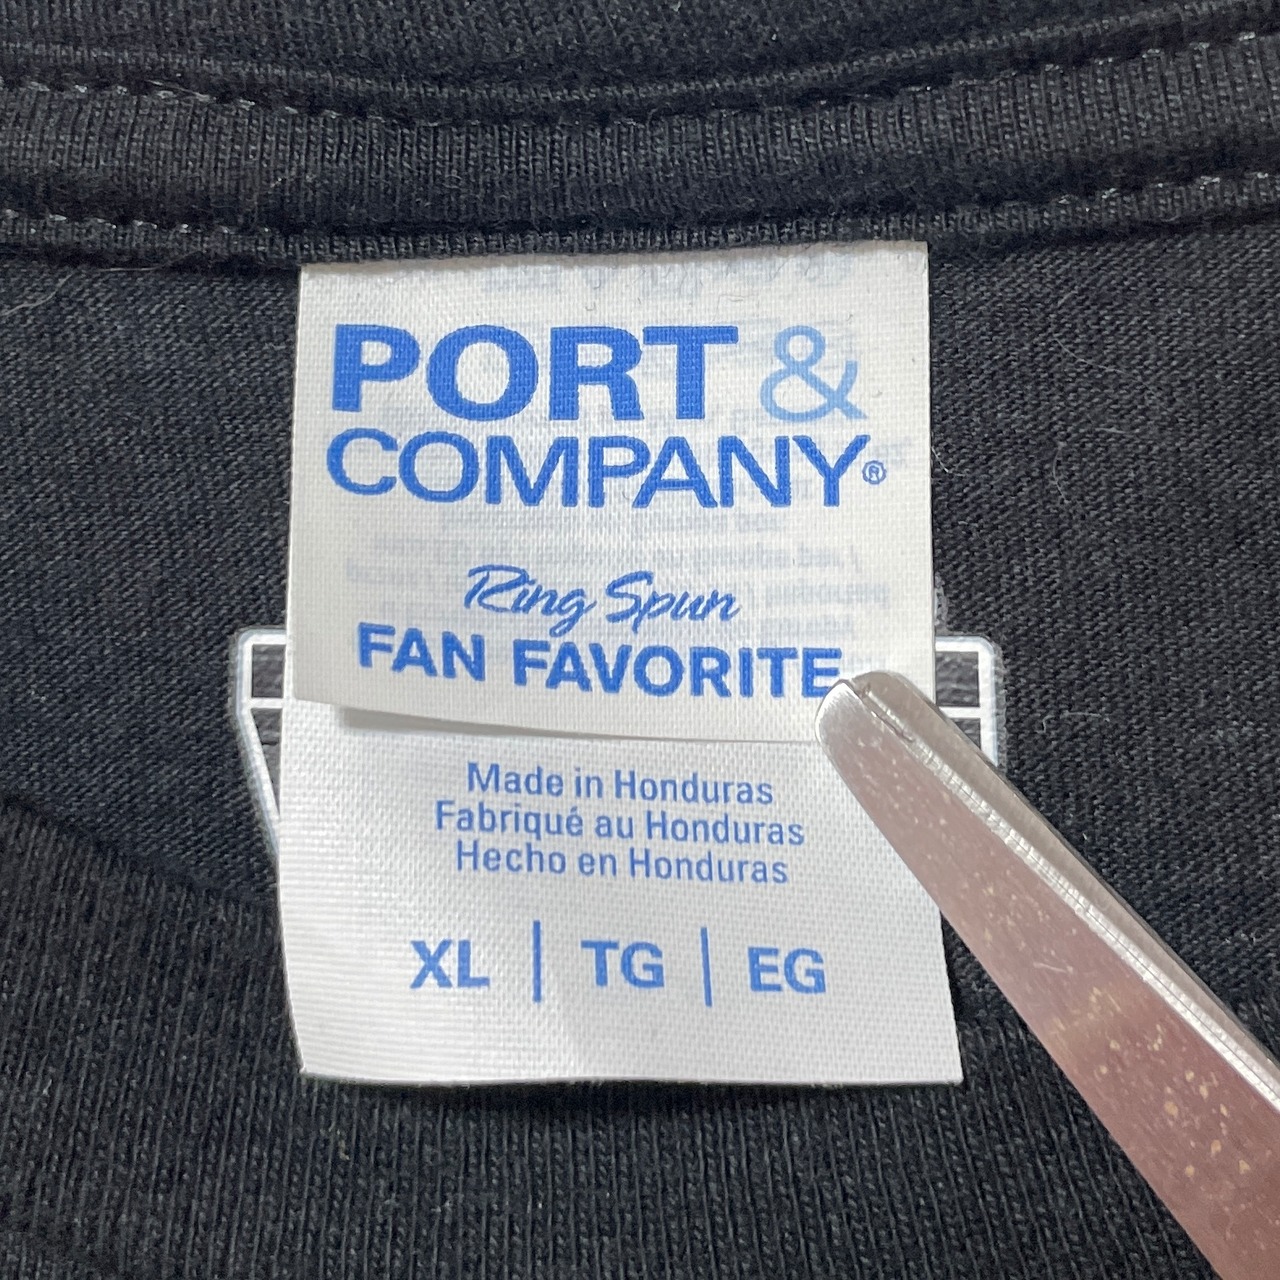 PORT &
COMPANY®
Ring Spun
FAN FAVORITE
Made in Honduras
Fabriqué au Honduras
Hecho en Honduras
XL | TG | EG